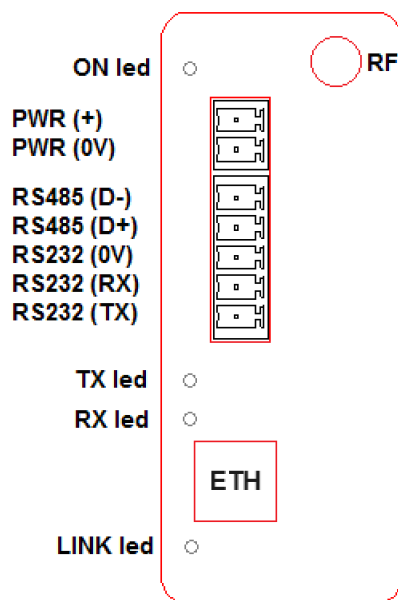 ON led
RF
PWR (+)
PWR (0V)
RS485 (D-)
RS485 (D+)
RS232 (0V)
RS232 (RX)
RS232 (TX)
TX led
RX led
ETH
LINK led